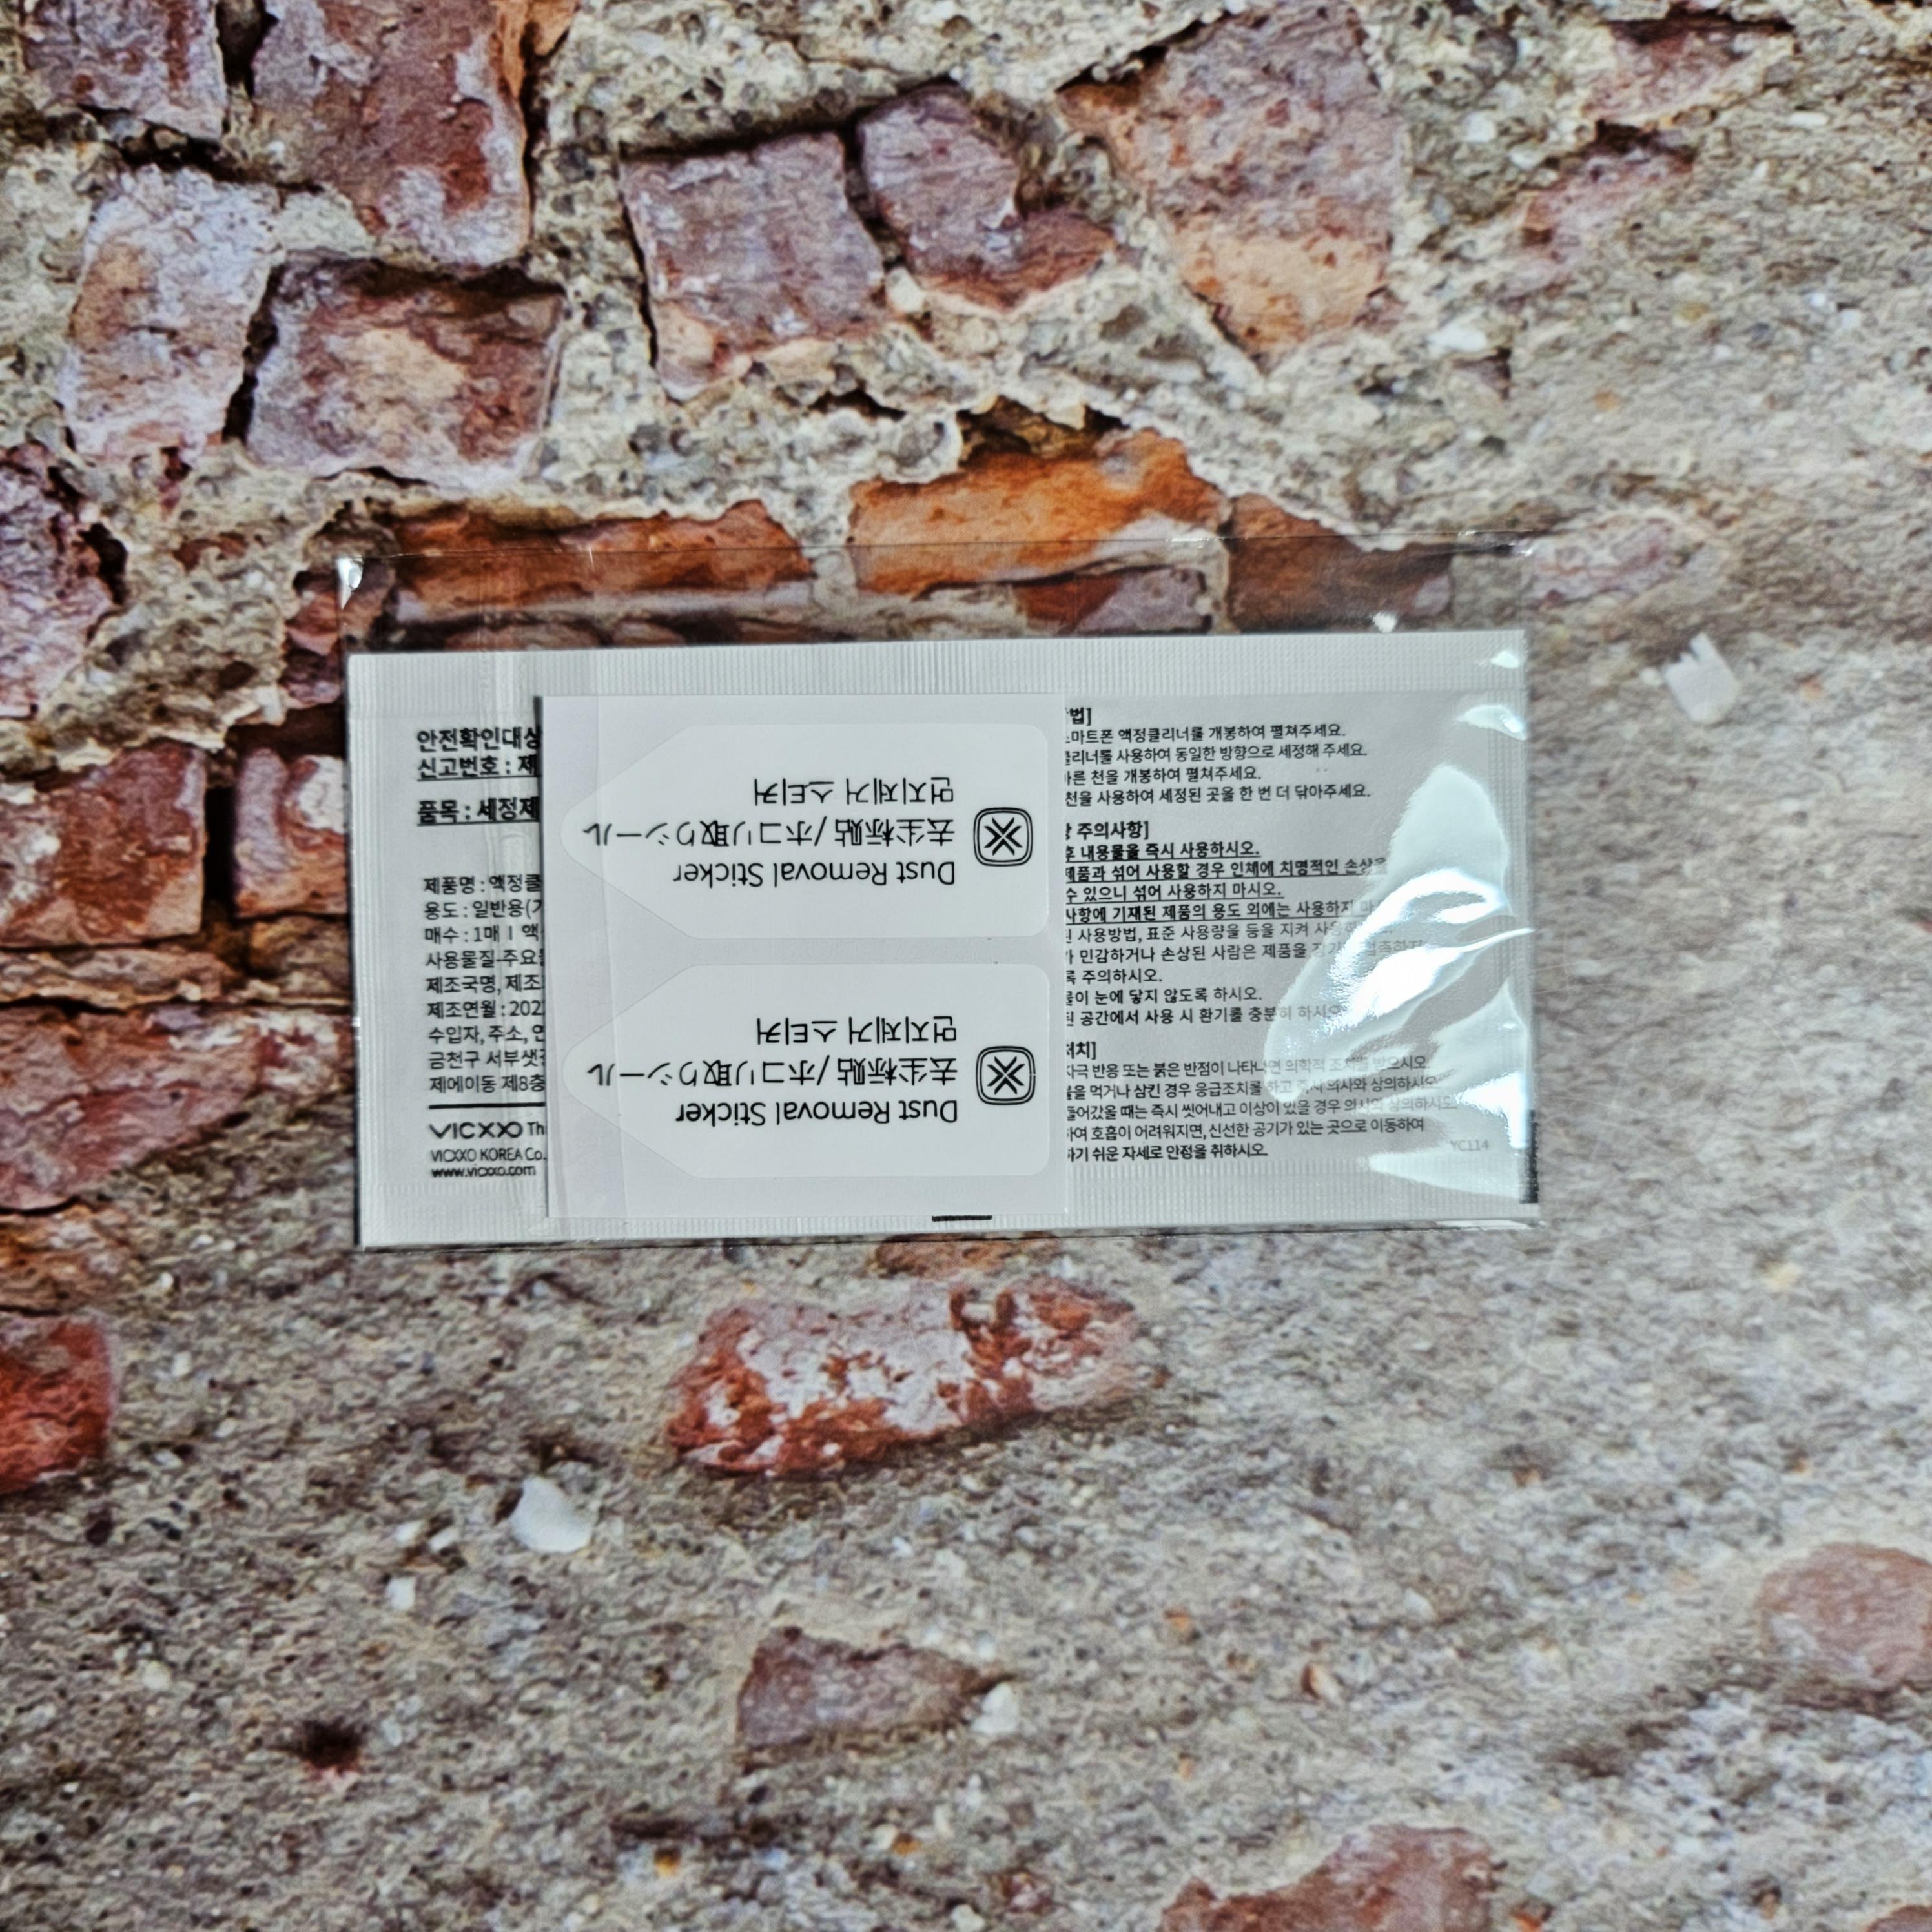 안전확인대상
신고번호 : 제
품목 : 세정제
제품명 : 액정클
용도 : 일반용(
매수 : 1매 I 액
사용물질-주요
제조국명, 제조
제조연월 : 202
수입자, 주소, 연
금천구 서부샛
제에이동 제8층
VICXXO Th
VICXXO KOREA Co.
www.vicxxo.com
Dust Removal Sticker
去尘标贴/ホコリ取りシール
먼지제거 스티커
Dust Removal Sticker
去尘标贴/ホコリ取りシール
먼지제거 스티커
법]
스마트폰 액정클리너를 개봉하여 펼쳐주세요.
클리너를 사용하여 동일한 방향으로 세정해 주세요.
마른 천을 개봉하여 펼쳐주세요.
천을 사용하여 세정된 곳을 한 번 더 닦아주세요.
주의사항]
후 내용물을 즉시 사용하시오.
제품과 섞어 사용할 경우 인체에 치명적인 손상을
수 있으니 섞어 사용하지 마시오.
사항에 기재된 제품의 용도 외에는 사용하지
사용방법, 표준 사용량을 등을 지켜
민감하거나 손상된 사람은 제품을
록 주의하시오.
물이 눈에 닿지 않도록 하시오.
된 공간에서 사용 시 환기를 충분히 하시오
처치]
자극 반응 또는 붉은 반점이 나타나면 의학적 조치를 받으시오.
을 먹거나 삼킨 경우 응급조치를 하고 즉시 의사와 상의하시오
들어갔을 때는 즉시 씻어내고 이상이 있을 경우 의사와 상의하시오.
하여 호흡이 어려워지면, 신선한 공기가 있는 곳으로 이동하여
하기 쉬운 자세로 안정을 취하시오.
YC114